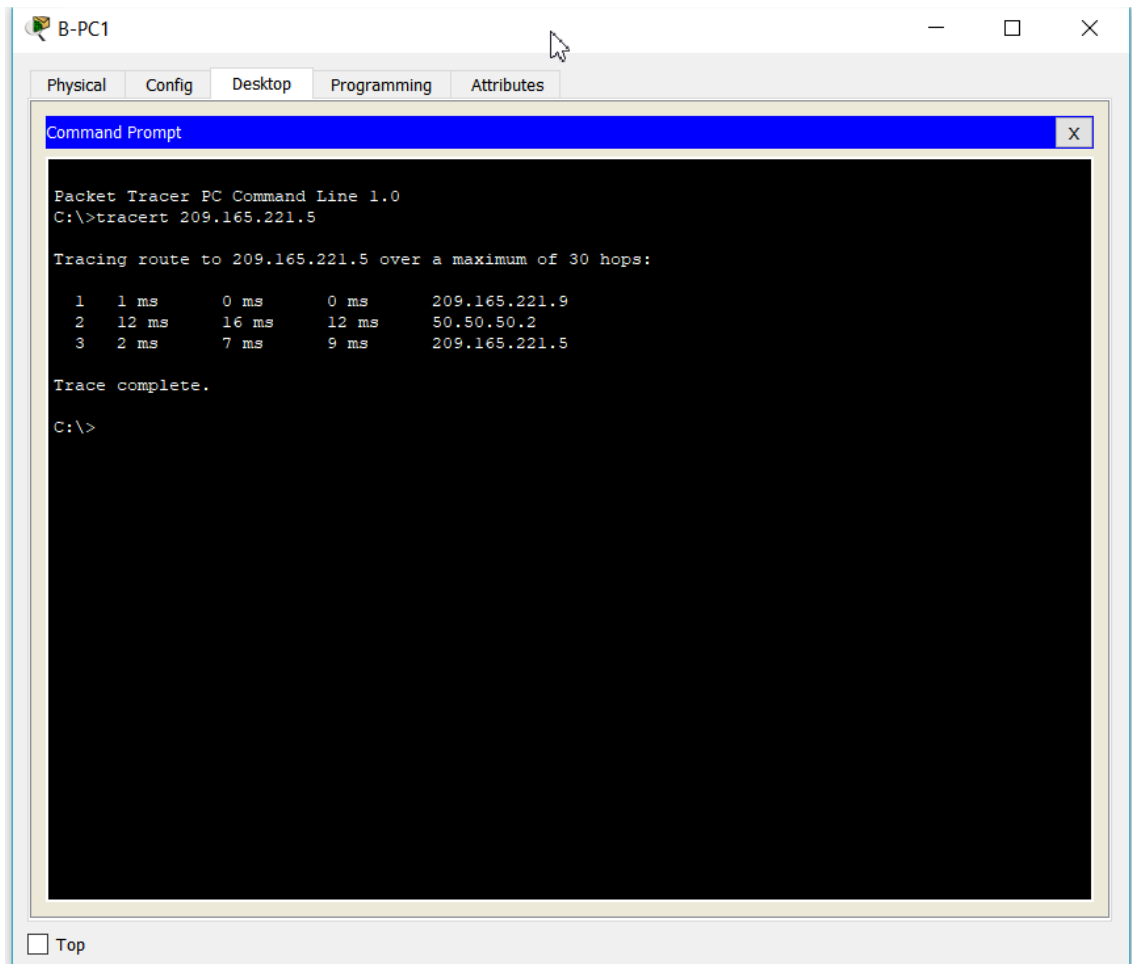 B-PC1
Physical Config Desktop Programming Attributes
Command Prompt X
Packet Tracer PC Command Line 1.0
C:\>tracert 209.165.221.5
Tracing route to 209.165.221.5 over a maximum of 30 hops:
1 1 ms 0 ms 0 ms 209.165.221.9
2 12 ms 16 ms 12 ms 50.50.50.2
3 2 ms 7 ms 9 ms 209.165.221.5
Trace complete.
C:\>
Top